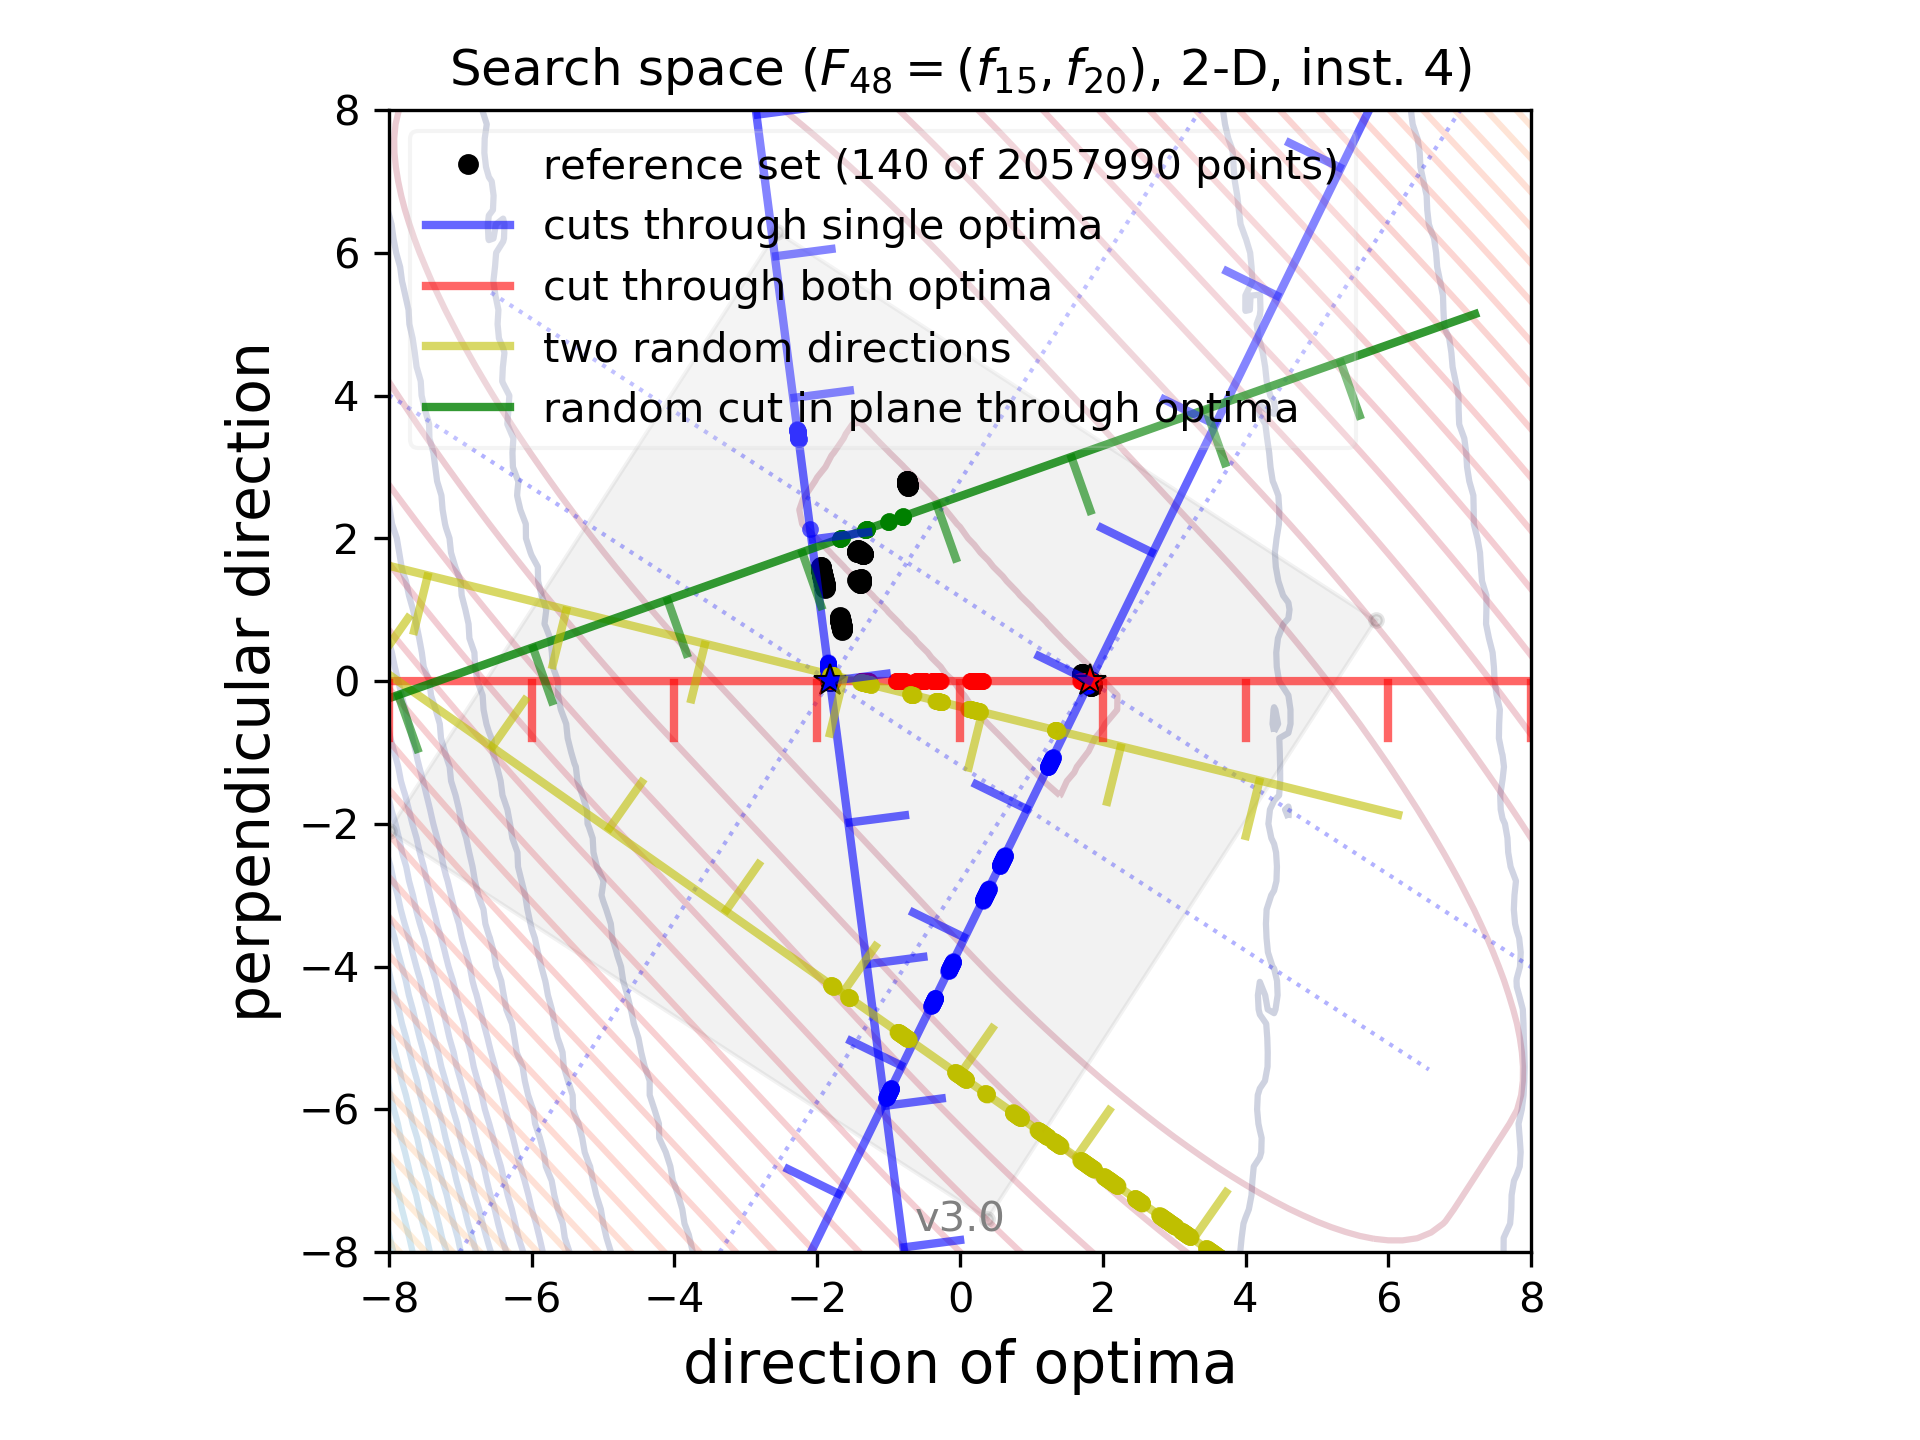 Search space (F₄₈ = (f₁₅, f₂₀), 2-D, inst. 4)
reference set (140 of 2057990 points)
cuts through single optima
cut through both optima
two random directions
random cut in plane through optima
perpendicular direction
8
6
4
2
0
−2
−4
−6
−8
v3.0
−8 −6 −4 −2 0 2 4 6 8
direction of optima